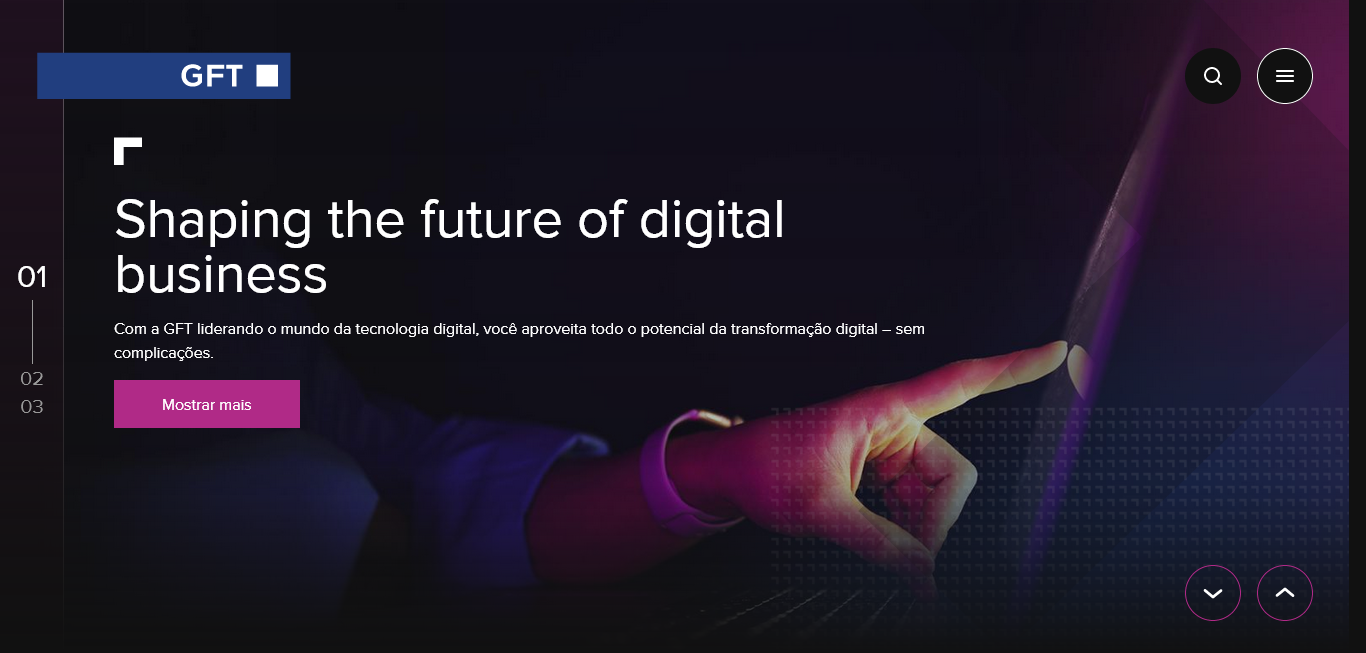 GFT
Shaping the future of digital
business
01
Com a GFT liderando o mundo da tecnologia digital, você aproveita todo o potencial da transformação digital – sem
complicações.
02
Mostrar mais
03